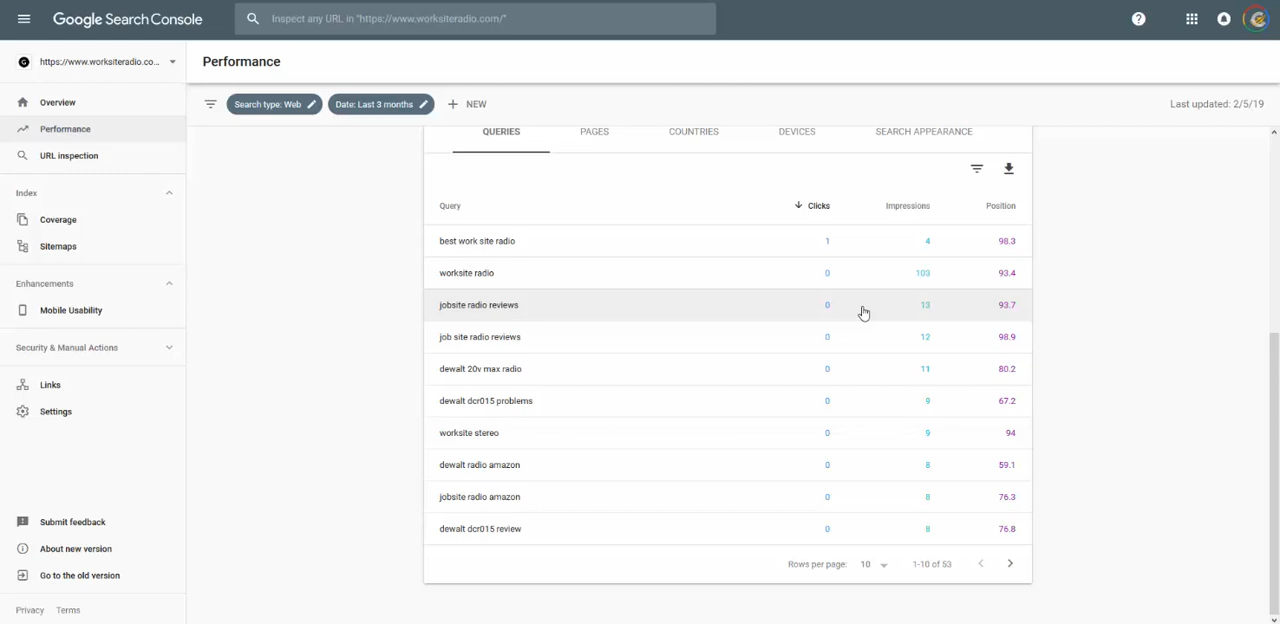 Google Search Console
Inspect any URL in "https://www.worksiteradio.com/"
https://www.worksiteradio.co...
Performance
Overview
Performance
URL inspection
Index
Coverage
Sitemaps
Enhancements
Mobile Usability
Security & Manual Actions
Links
Settings
Submit feedback
About new version
Go to the old version
Privacy Terms
Search type: Web Date: Last 3 months NEW Last updated: 2/5/19
QUERIES PAGES COUNTRIES DEVICES SEARCH APPEARANCE
Query Clicks Impressions Position
best work site radio 1 4 98.3
worksite radio 0 103 93.4
jobsite radio reviews 0 13 93.7
job site radio reviews 0 12 98.9
dewalt 20v max radio 0 11 80.2
dewalt dcr015 problems 0 9 67.2
worksite stereo 0 9 94
dewalt radio amazon 0 8 59.1
jobsite radio amazon 0 8 76.3
dewalt dcr015 review 0 8 76.8
Rows per page: 10 1-10 of 53